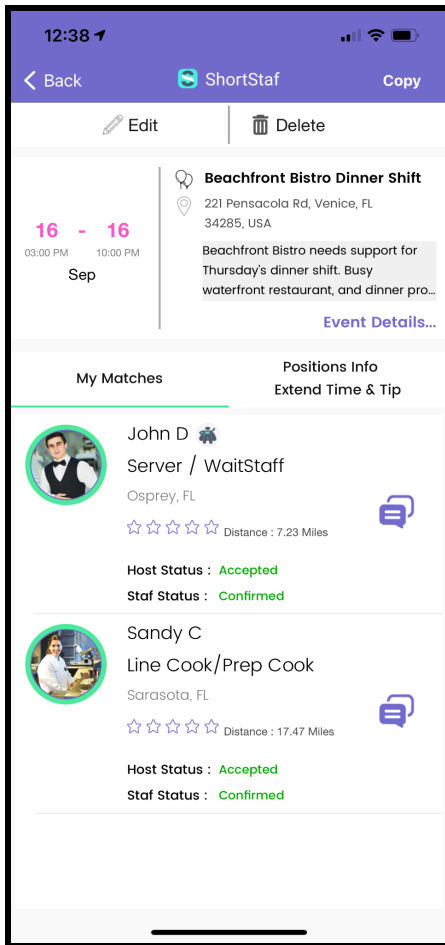 12:38
Back
ShortStaf
Copy
Edit
Delete
16 - 16
03:00 PM 10:00 PM
Sep
Beachfront Bistro Dinner Shift
221 Pensacola Rd, Venice, FL
34285, USA
Beachfront Bistro needs support for
Thursday's dinner shift. Busy
waterfront restaurant, and dinner pro...
Event Details...
My Matches
Positions Info
Extend Time & Tip
John D
Server / WaitStaff
Osprey, FL
Distance : 7.23 Miles
Host Status : Accepted
Staf Status : Confirmed
Sandy C
Line Cook/Prep Cook
Sarasota, FL
Distance : 17.47 Miles
Host Status : Accepted
Staf Status : Confirmed